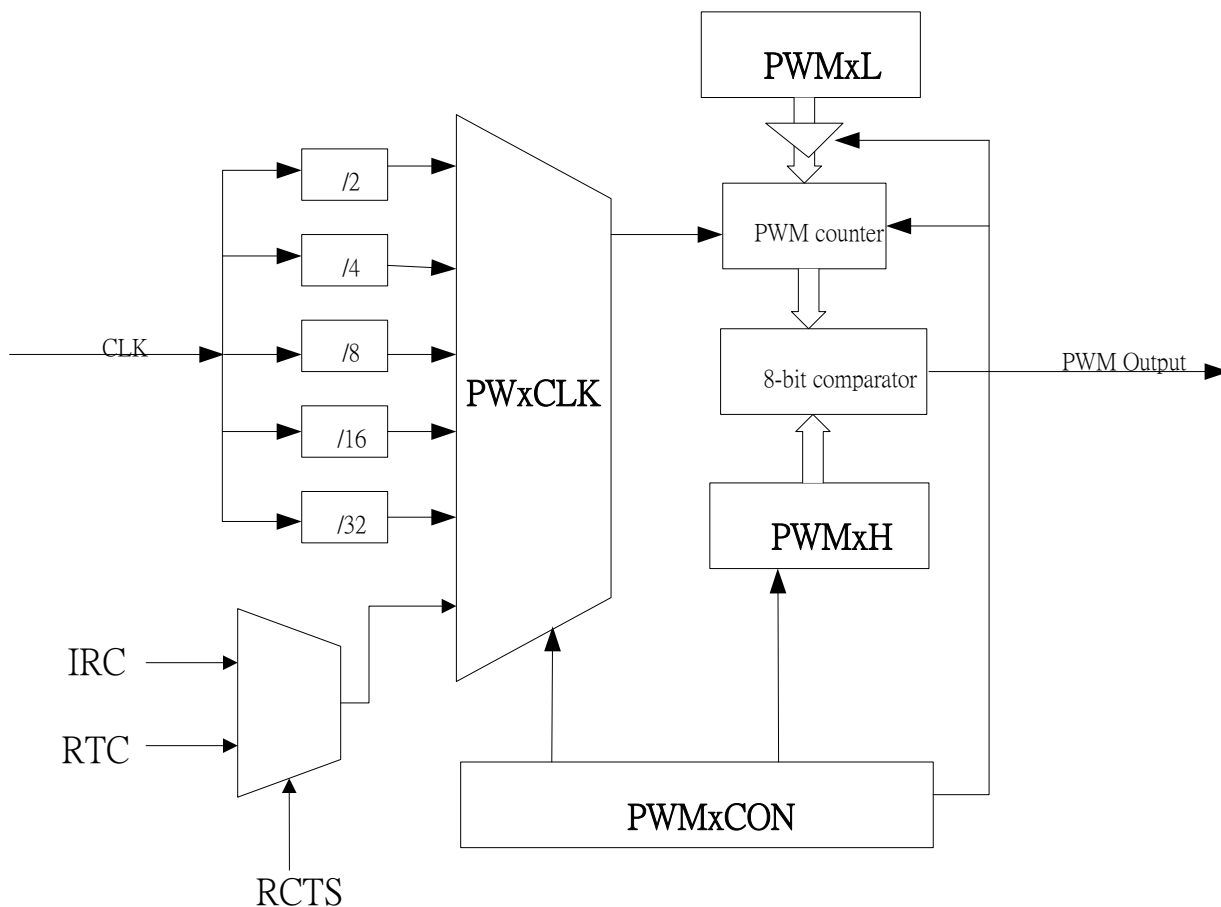 PWMxL
/2
PWM counter
/4
CLK
/8
PWM Output
PWxCLK
8-bit comparator
/16
/32
PWMxH
IRC
RTC
PWMxCON
RCTS